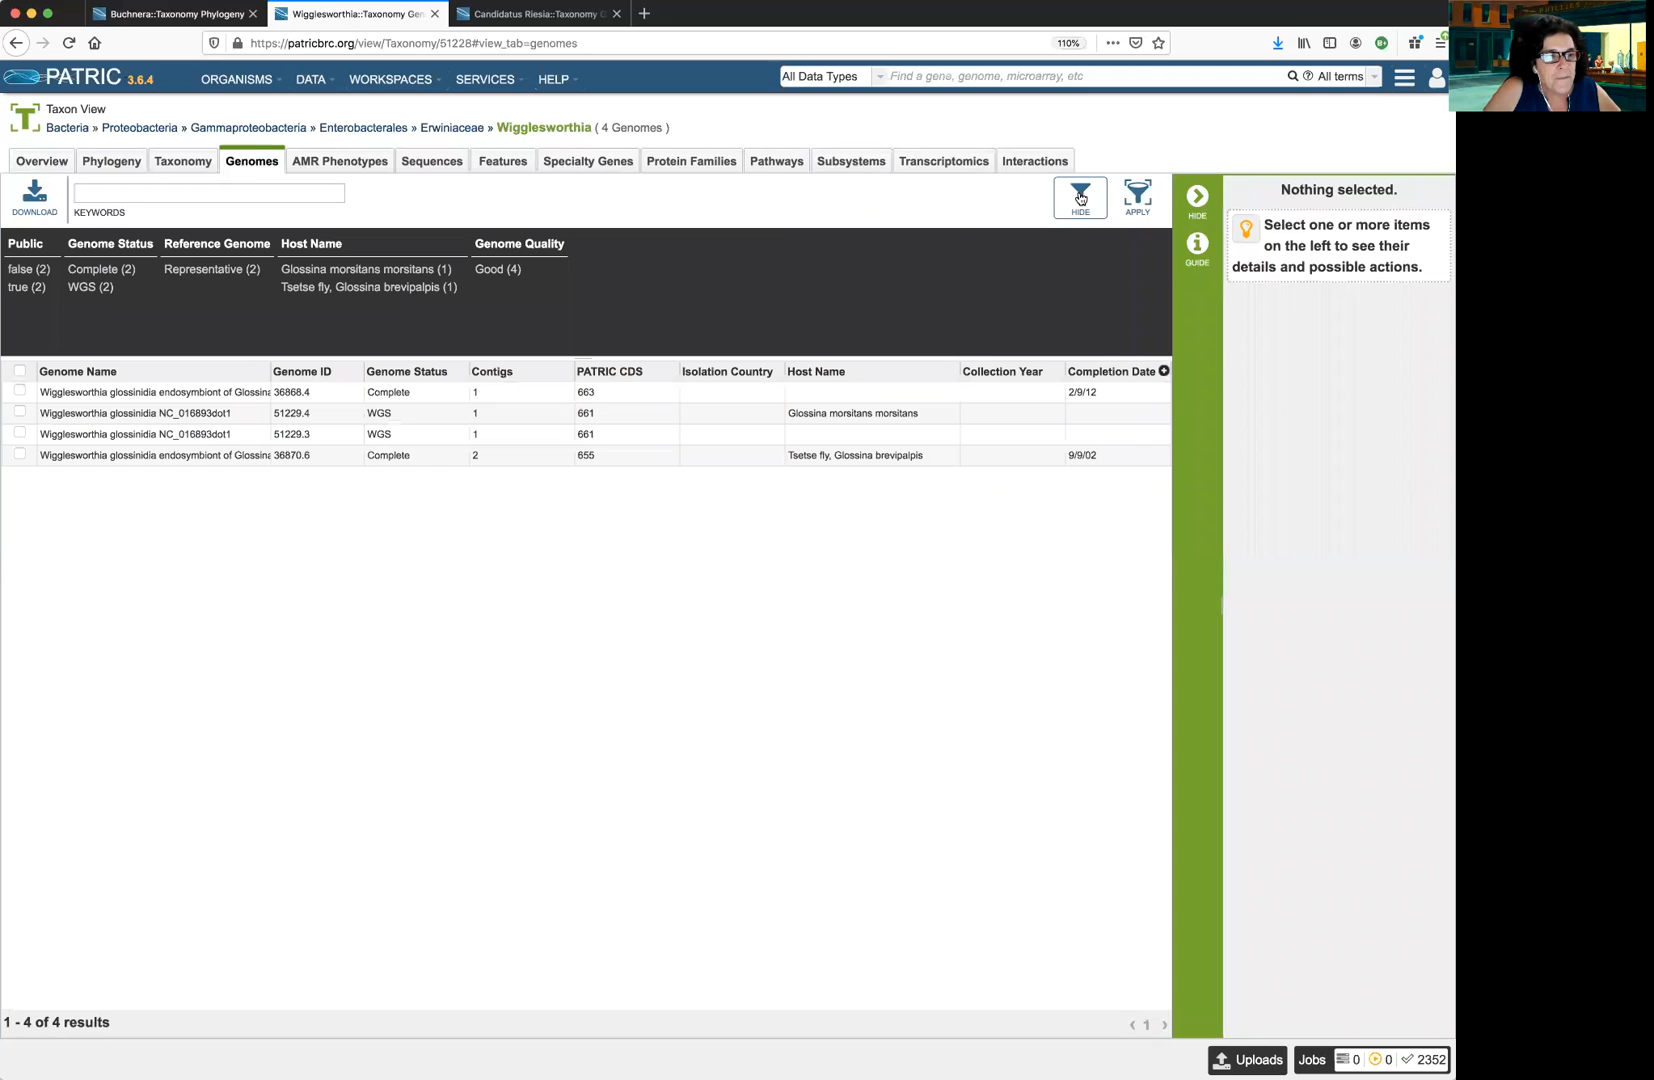 Buchnera::Taxonomy Phylogeny
Wigglesworthia::Taxonomy Gen
Candidatus Riesia::Taxonomy
https://patricbrc.org/view/Taxonomy/51228#view_tab=genomes
110%
PATRIC 3.6.4
ORGANISMS DATA WORKSPACES SERVICES HELP
All Data Types
Find a gene, genome, microarray, etc
All terms
Taxon View
Bacteria » Proteobacteria » Gammaproteobacteria » Enterobacterales » Erwiniaceae » Wigglesworthia ( 4 Genomes )
Overview Phylogeny Taxonomy Genomes AMR Phenotypes Sequences Features Specialty Genes Protein Families Pathways Subsystems Transcriptomics Interactions
DOWNLOAD
KEYWORDS
HIDE
APPLY
HIDE
GUIDE
Nothing selected.
Select one or more items
on the left to see their
details and possible actions.
Public Genome Status Reference Genome Host Name Genome Quality
false (2) Complete (2) Representative (2) Glossina morsitans morsitans (1) Good (4)
true (2) WGS (2) Tsetse fly, Glossina brevipalpis (1)
Genome Name Genome ID Genome Status Contigs PATRIC CDS Isolation Country Host Name Collection Year Completion Date
Wigglesworthia glossinidia endosymbiont of Glossina 36868.4 Complete 1 663 2/9/12
Wigglesworthia glossinidia NC_016893dot1 51229.4 WGS 1 661 Glossina morsitans morsitans
Wigglesworthia glossinidia NC_016893dot1 51229.3 WGS 1 661
Wigglesworthia glossinidia endosymbiont of Glossina 36870.6 Complete 2 655 Tsetse fly, Glossina brevipalpis 9/9/02
1 - 4 of 4 results
1
Uploads
Jobs 0 0 2352